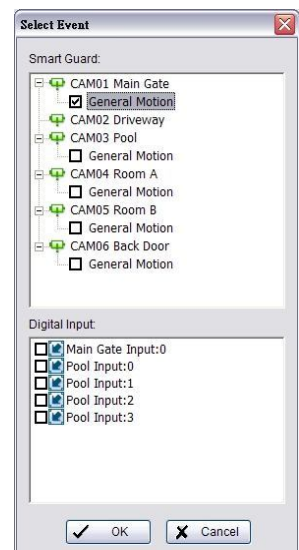 Select Event
Smart Guard:
CAM01 Main Gate
General Motion
CAM02 Driveway
CAM03 Pool
General Motion
CAM04 Room A
General Motion
CAM05 Room B
General Motion
CAM06 Back Door
General Motion
Digital Input:
Main Gate Input:0
Pool Input:0
Pool Input:1
Pool Input:2
Pool Input:3
OK
Cancel